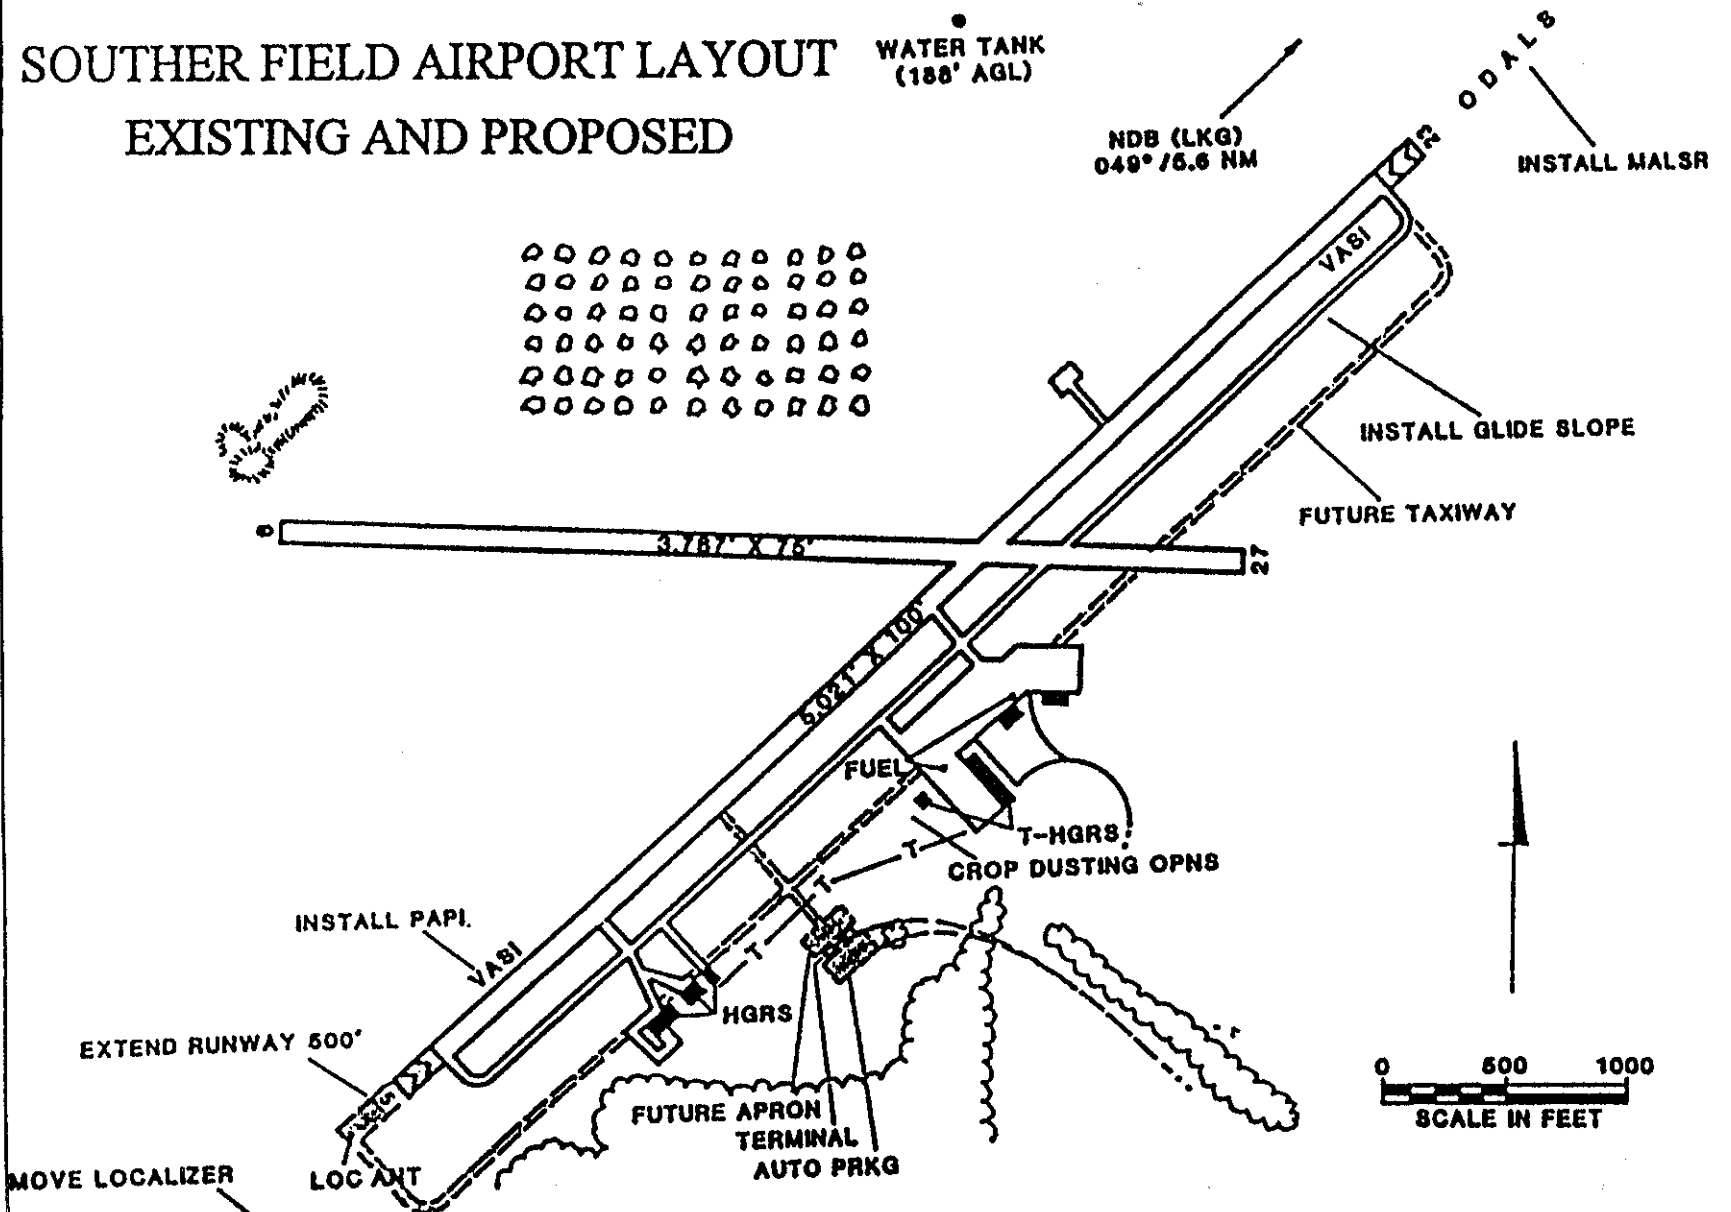 SOUTHER FIELD AIRPORT LAYOUT
EXISTING AND PROPOSED
WATER TANK
(188' AGL)
NDB (LKG)
049°/5.6 NM
ODALS
INSTALL MALSR
23
VASI
INSTALL GLIDE SLOPE
FUTURE TAXIWAY
3,787' X 75'
27
5,021' X 100'
FUEL
T-HGRS
CROP DUSTING OPNS
T
T
T
INSTALL PAPI.
VASI
HGRS
EXTEND RUNWAY 500'
5
FUTURE APRON
TERMINAL
AUTO PRKG
LOC ANT
MOVE LOCALIZER
0 500 1000
SCALE IN FEET